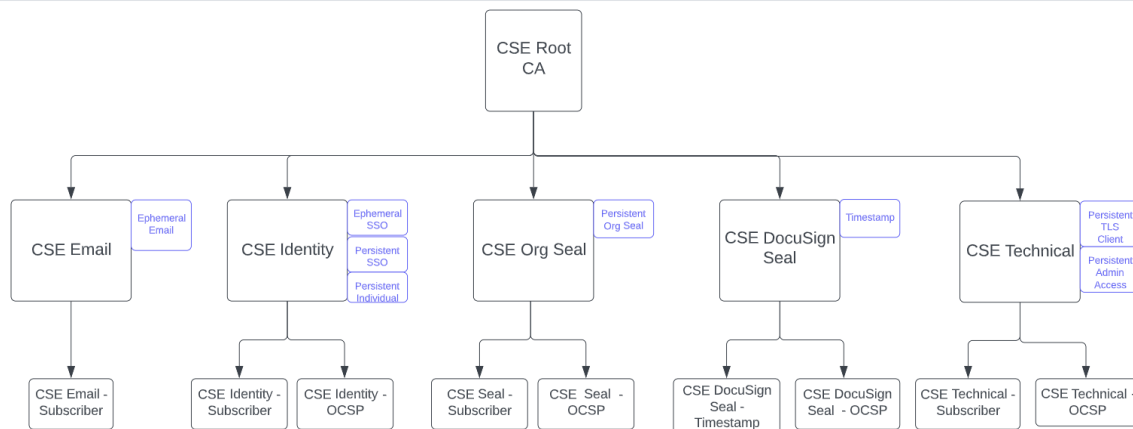 CSE Root
CA
CSE Email
Ephemeral
Email
CSE Identity
Ephemeral
SSO
Persistent
SSO
Persistent
Individual
CSE Org Seal
Persistent
Org Seal
CSE DocuSign
Seal
Timestamp
CSE Technical
Persistent
TLS
Client
Persistent
Admin
Access
CSE Email -
Subscriber
CSE Identity -
Subscriber
CSE Identity -
OCSP
CSE Seal -
Subscriber
CSE Seal -
OCSP
CSE DocuSign
Seal -
Timestamp
CSE DocuSign
Seal - OCSP
CSE Technical -
Subscriber
CSE Technical -
OCSP